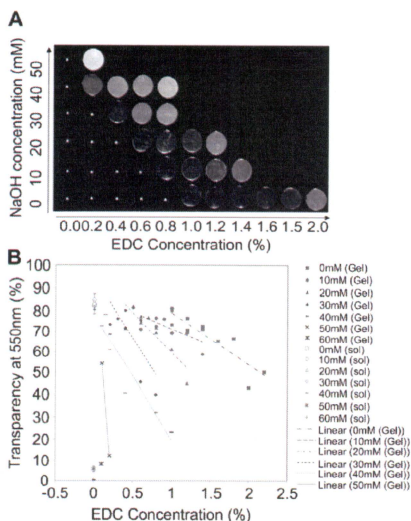 A
NaOH concentration (mM)
50
40
30
20
10
0
0.00.2 0.4 0.6 0.8 1.0 1.2 1.4 1.6 1.8 2.0
EDC Concentration (%)
B
Transparency at 550nm (%)
100
90
80
70
60
50
40
30
20
10
0
-0.5 0.0 0.5 1.0 1.5 2.0 2.5
EDC Concentration (%)
0mM (Gel)
10mM (Gel)
20mM (Gel)
30mM (Gel)
40mM (Gel)
50mM (Gel)
60mM (Gel)
0mM (sol)
10mM (sol)
20mM (sol)
30mM (sol)
40mM (sol)
50mM (sol)
60mM (sol)
Linear (0mM (Gel))
Linear (10mM (Gel))
Linear (20mM (Gel))
Linear (30mM (Gel))
Linear (40mM (Gel))
Linear (50mM (Gel))